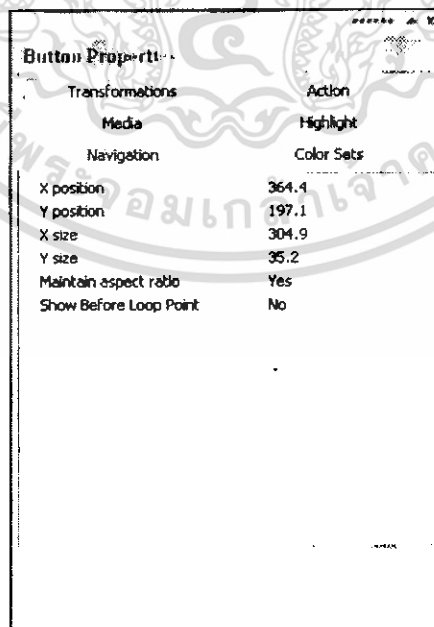 Button Properti
Transformations Action
Media Highlight
Navigation Color Sets
X position 364.4
Y position 197.1
X size 304.9
Y size 35.2
Maintain aspect ratio Yes
Show Before Loop Point No